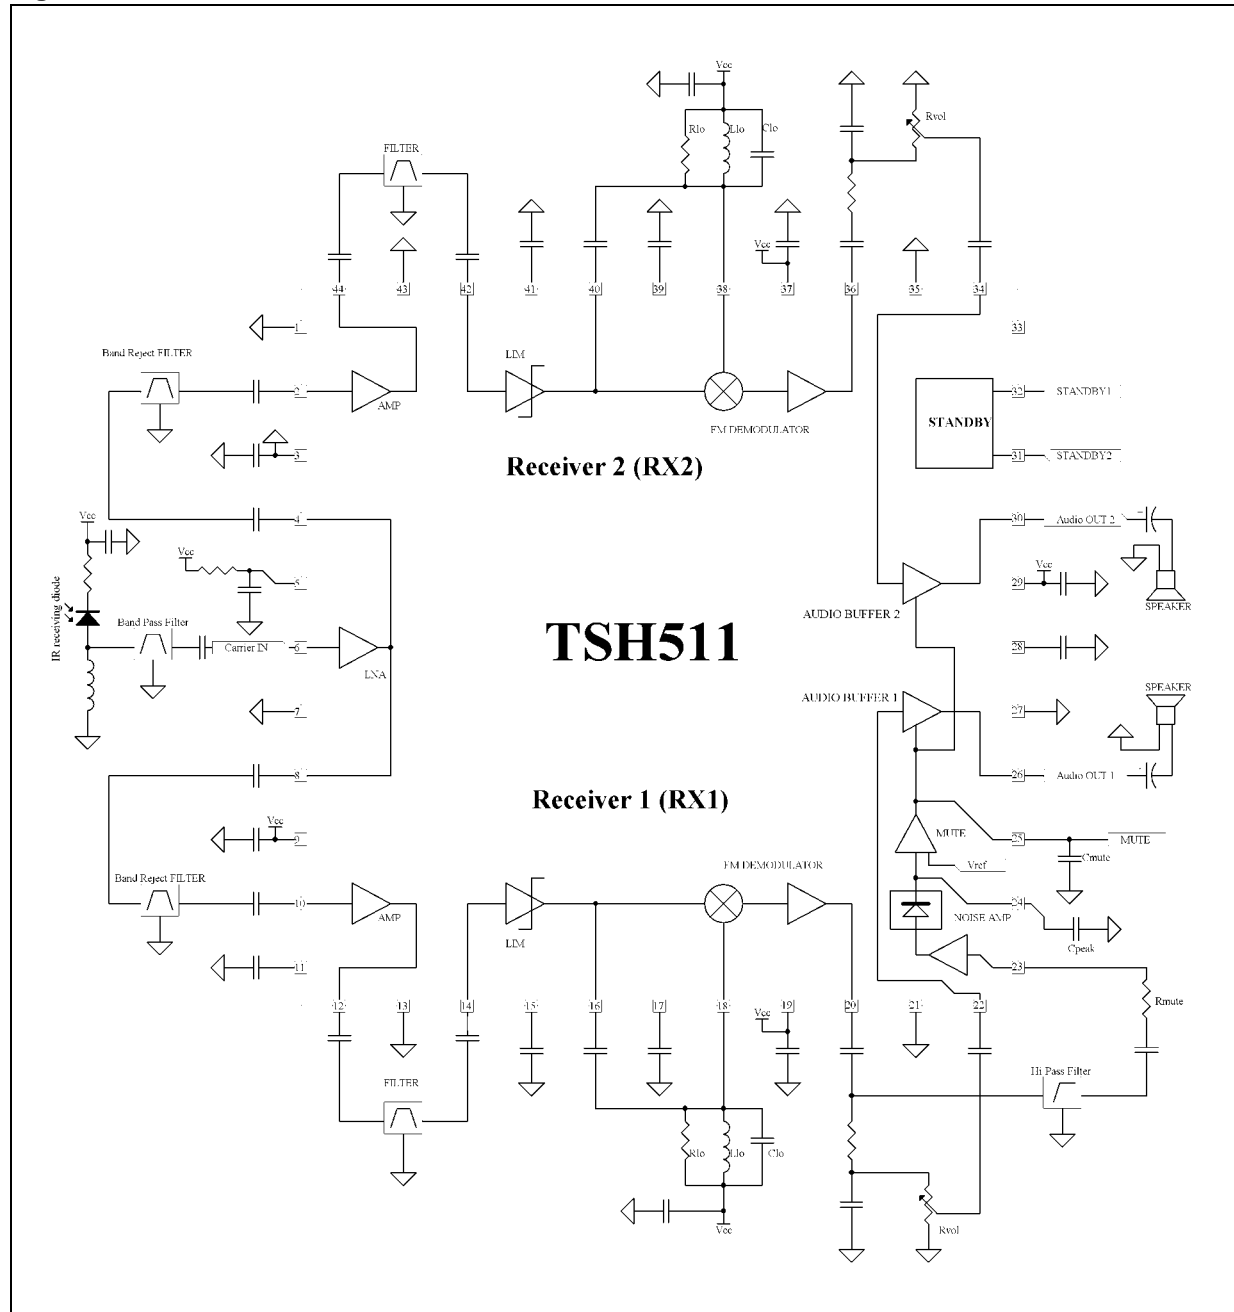 Vcc
Rlo
Llo
Clo
Rvol
FILTER
Vcc
44
43
42
41
40
39
38
37
36
35
34
1
33
Band Reject FILTER
LIM
2
AMP
FM DEMODULATOR
32
STANDBY1
STANDBY
3
Receiver 2 (RX2)
31
STANDBY2
Vcc
4
30
Audio OUT 2
Vcc
5
29
Vcc
IR receiving diode
AUDIO BUFFER 2
SPEAKER
Band Pass Filter
Carrier IN
6
LNA
TSH511
28
AUDIO BUFFER 1
SPEAKER
7
27
8
26
Audio OUT 1
Receiver 1 (RX1)
Vcc
9
MUTE
25
MUTE
Cmute
Vref
FM DEMODULATOR
Band Reject FILTER
10
AMP
LIM
NOISE AMP
24
Cpeak
11
23
Rmute
12
13
14
15
16
17
18
19
20
21
22
Vcc
FILTER
Hi Pass Filter
Rlo
Llo
Clo
Vcc
Rvol